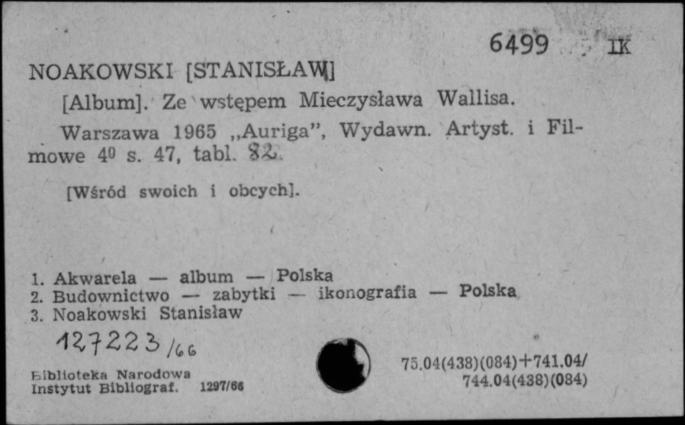 6499 IK
NOAKOWSKI [STANISŁAW]
[Album]. Ze wstępem Mieczysława Wallisa.
Warszawa 1965 „Auriga”, Wydawn. Artyst. i Fil-
mowe 4⁰ s. 47, tabl. 82.
[Wśród swoich i obcych].
1. Akwarela — album — Polska
2. Budownictwo — zabytki — ikonografia — Polska
3. Noakowski Stanisław
127223/66
Biblioteka Narodowa
Instytut Bibliograf. 1297/66
75.04(438)(084)+741.04/
744.04(438)(084)